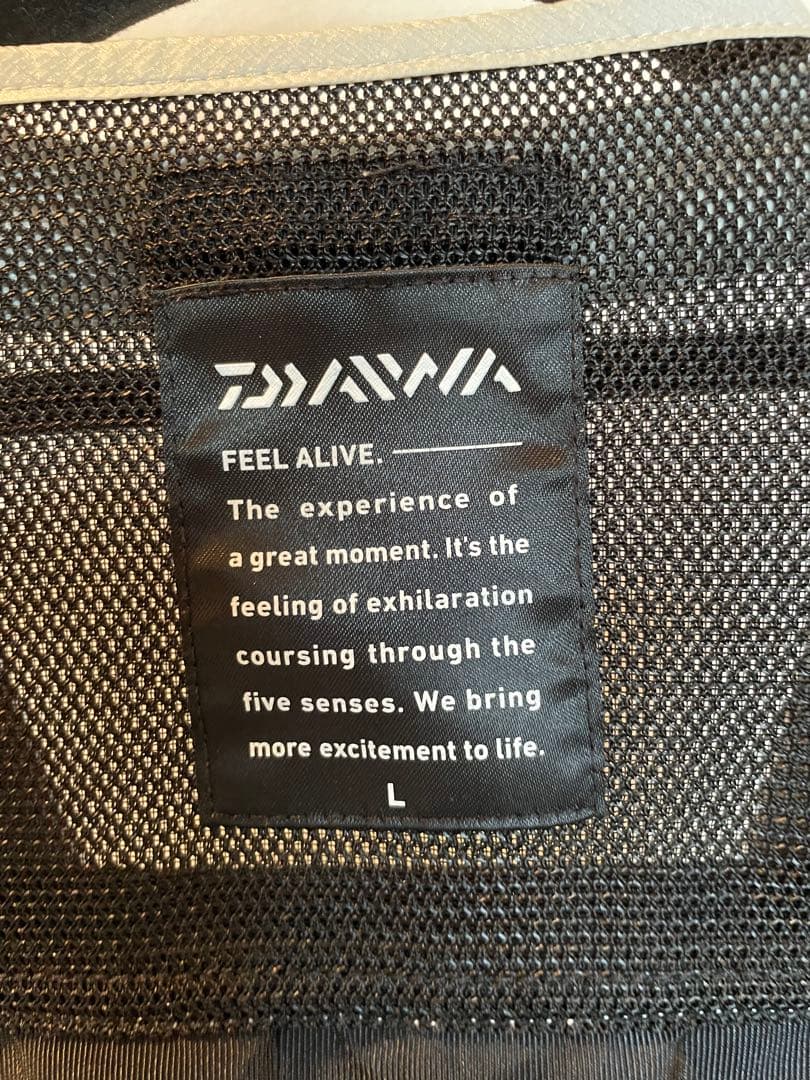 DAIWA
FEEL ALIVE.
The experience of
a great moment. It's the
feeling of exhilaration
coursing through the
five senses. We bring
more excitement to life.
L